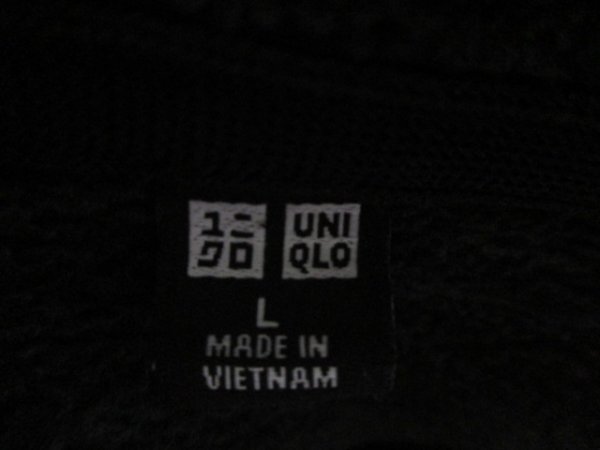 ユニ UNI
クロ QLO
L
MADE IN
VIETNAM